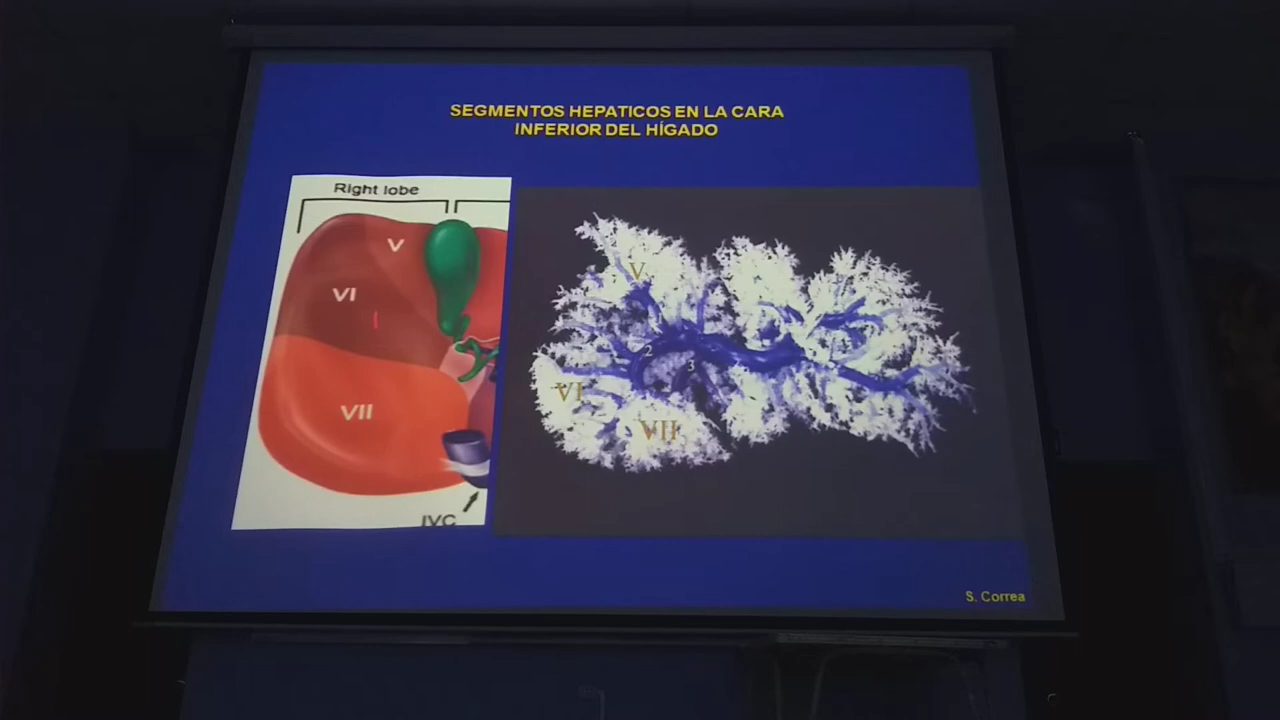 SEGMENTOS HEPATICOS EN LA CARA
INFERIOR DEL HÍGADO
Right lobe
V
VI
VII
IVC
V
2
3
VI
VII
S. Correa